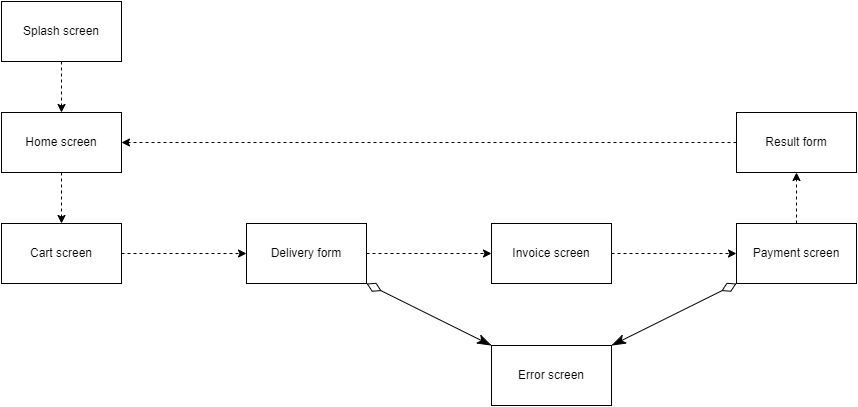 Splash screen
Home screen
Result form
Cart screen
Delivery form
Invoice screen
Payment screen
Error screen